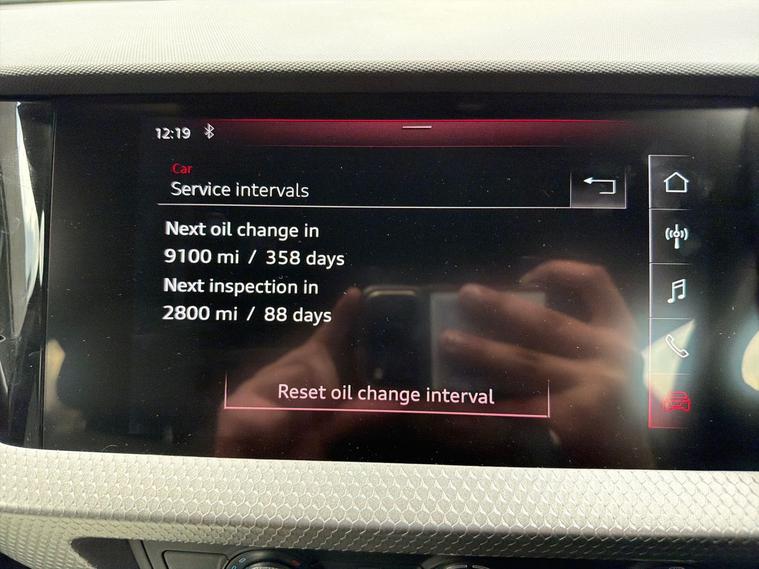 12:19
Car
Service intervals
Next oil change in
9100 mi / 358 days
Next inspection in
2800 mi / 88 days
Reset oil change interval